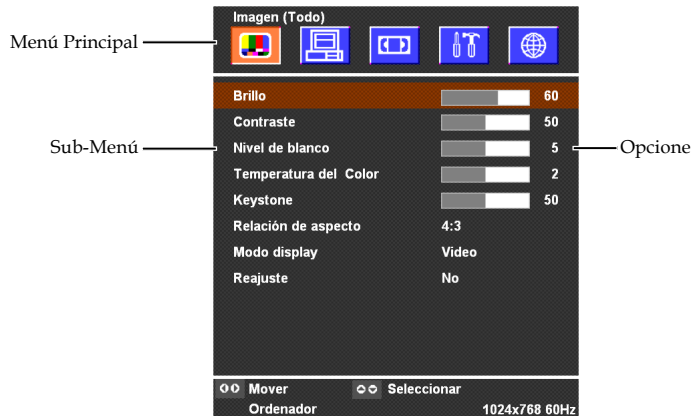 Imagen (Todo)
Menú Principal
Brillo 60
Contraste 50
Sub-Menú
Nivel de blanco 5
Opcione
Temperatura del Color 2
Keystone 50
Relación de aspecto 4:3
Modo display Video
Reajuste No
Mover Seleccionar
Ordenador 1024x768 60Hz